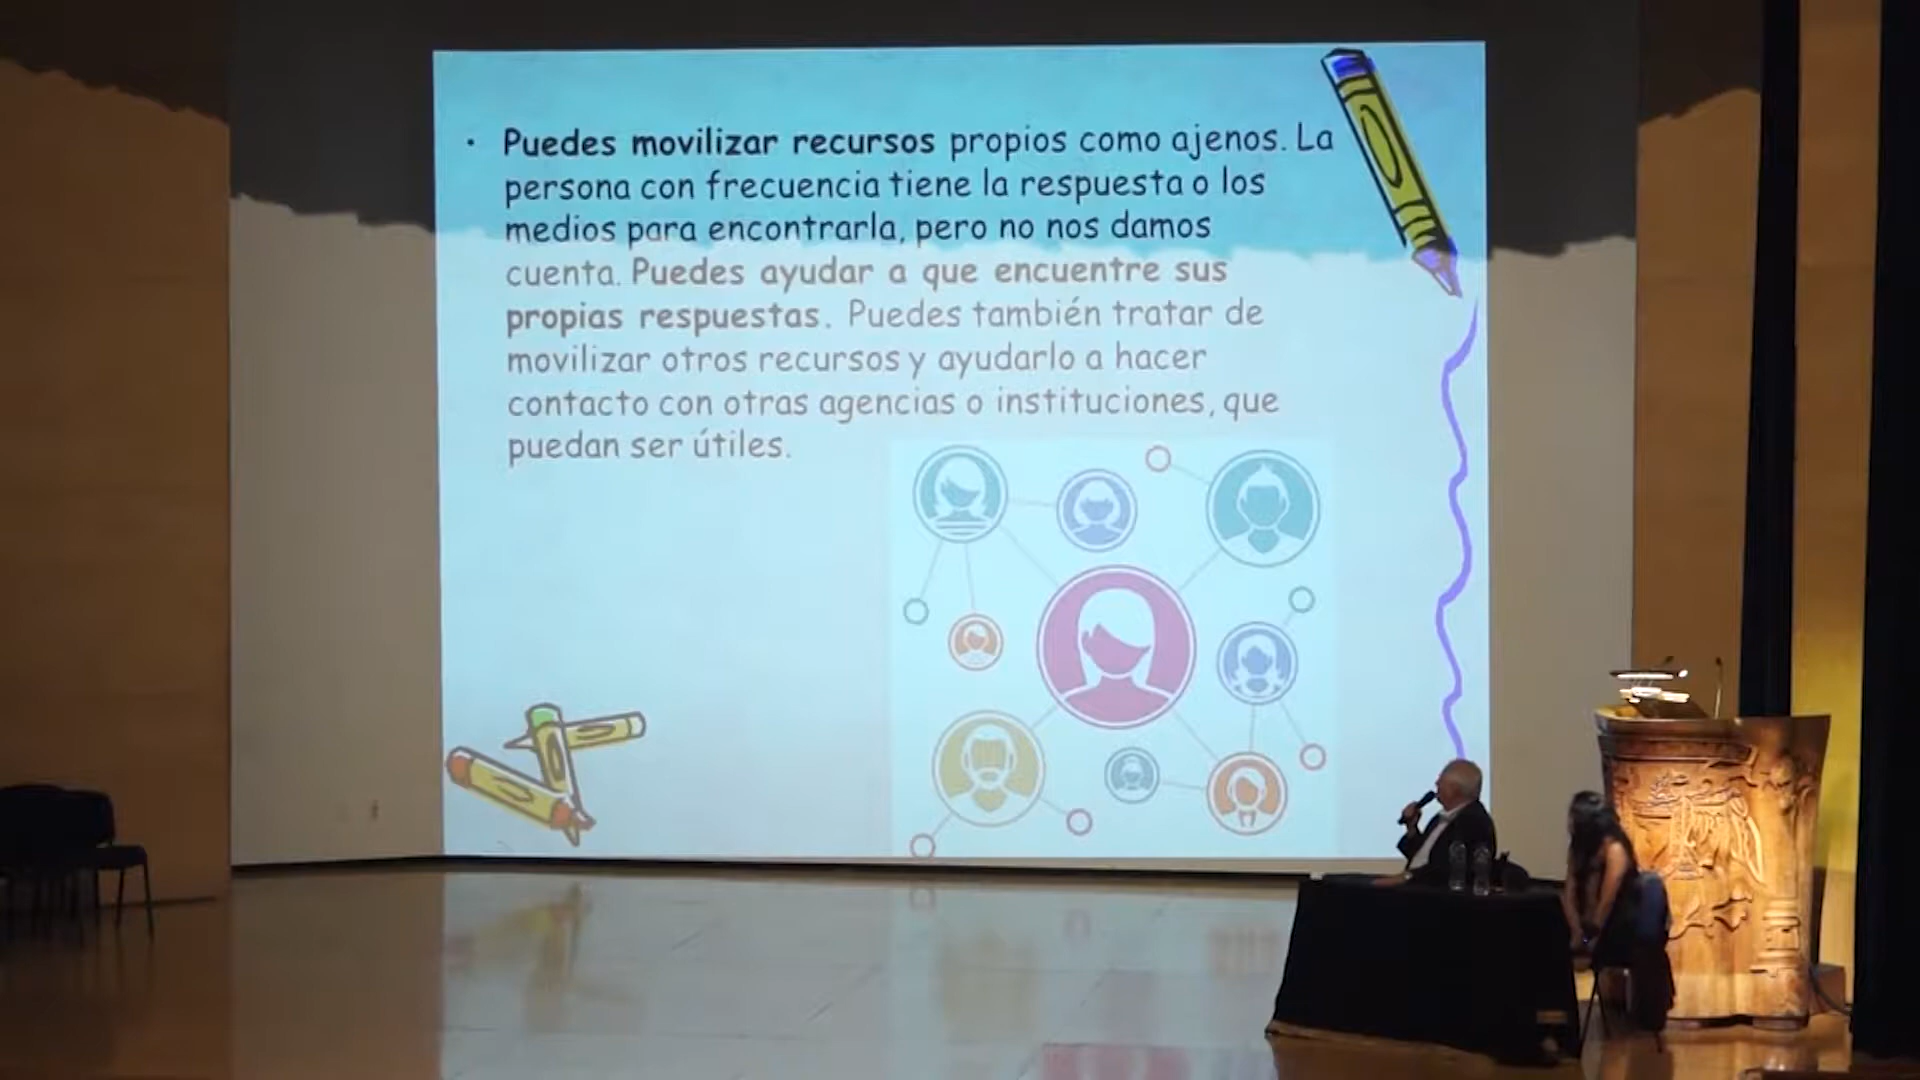 • Puedes movilizar recursos propios como ajenos. La
persona con frecuencia tiene la respuesta o los
medios para encontrarla, pero no nos damos
cuenta. Puedes ayudar a que encuentre sus
propias respuestas. Puedes también tratar de
movilizar otros recursos y ayudarlo a hacer
contacto con otras agencias o instituciones, que
puedan ser útiles.